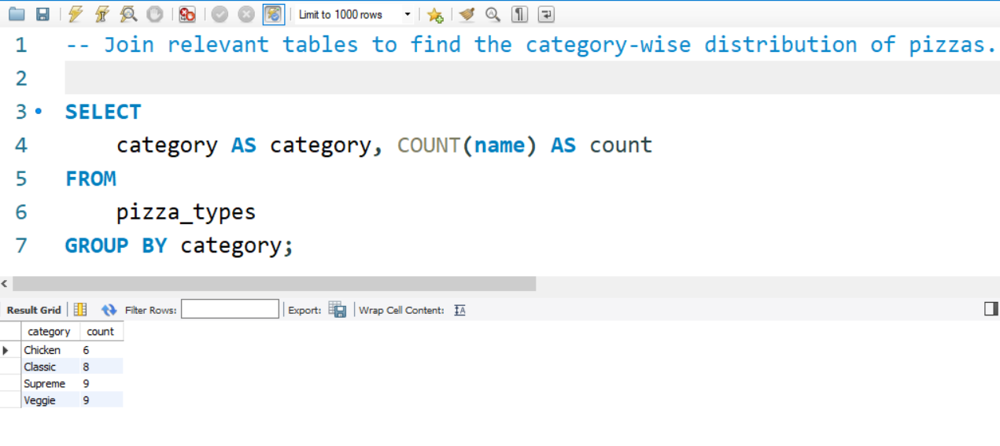 Limit to 1000 rows
1 -- Join relevant tables to find the category-wise distribution of pizzas.
2
3 SELECT
4 category AS category, COUNT(name) AS count
5 FROM
6 pizza_types
7 GROUP BY category;
Result Grid Filter Rows: Export: Wrap Cell Content:
category count
Chicken 6
Classic 8
Supreme 9
Veggie 9